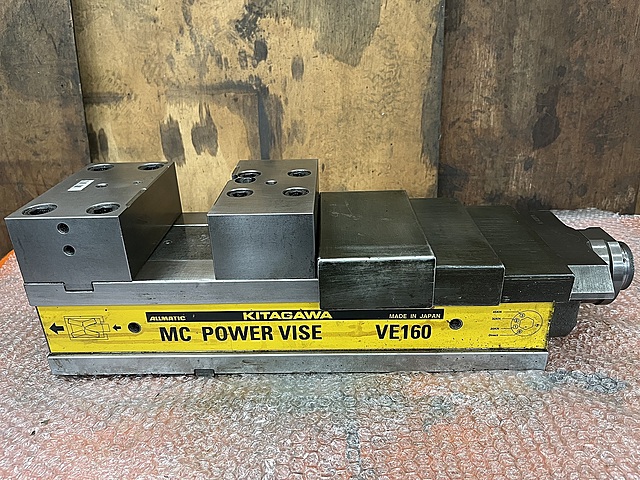 ALLMATIC KITAGAWA MADE IN JAPAN
MC POWER VISE VE160